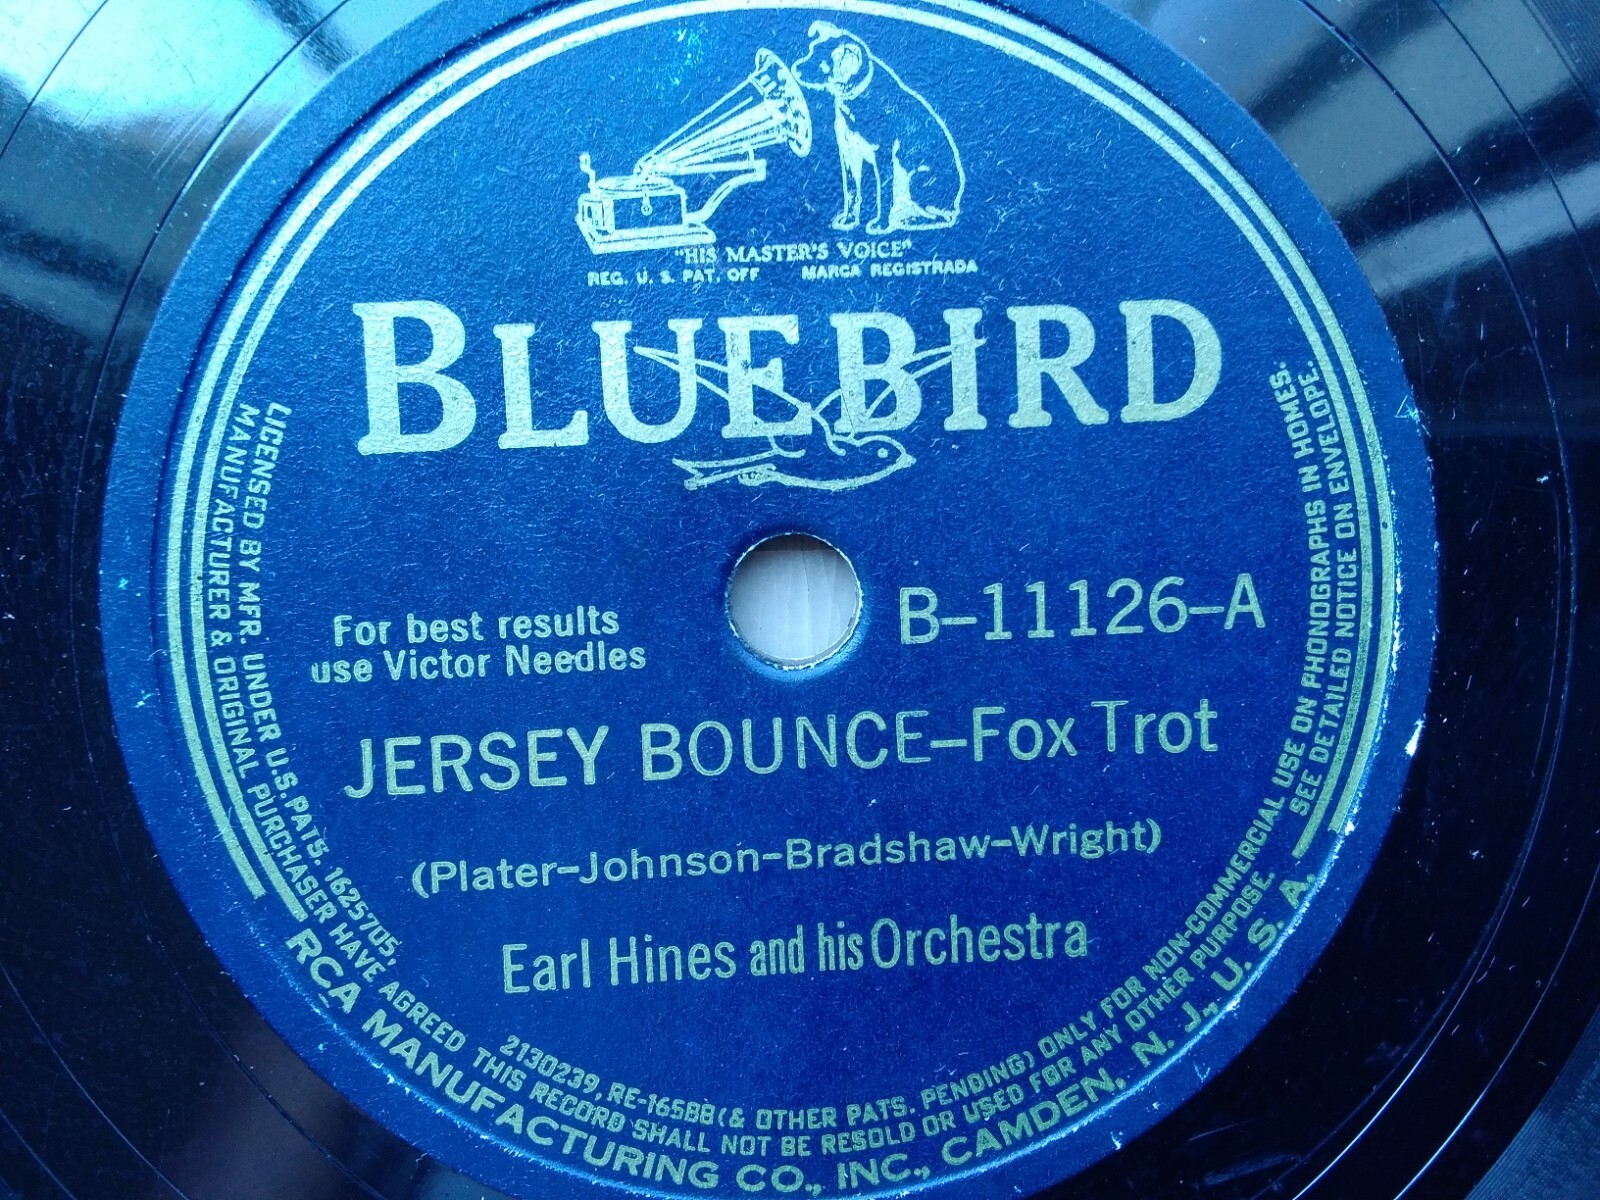 "HIS MASTER'S VOICE"
REG. U. S. PAT. OFF MARCA REGISTRADA
BLUEBIRD
For best results
use Victor Needles
B-11126-A
JERSEY BOUNCE-Fox Trot
(Plater-Johnson-Bradshaw-Wright)
Earl Hines and his Orchestra
LICENSED BY MFR. UNDER U.S.PATS. 1625705, 2130239, RE-16588 (& OTHER PATS. PENDING) ONLY FOR NON-COMMERCIAL USE ON PHONOGRAPHS IN HOMES.
MANUFACTURER & ORIGINAL PURCHASER HAVE AGREED THIS RECORD SHALL NOT BE RESOLD OR USED FOR ANY OTHER PURPOSE. SEE DETAILED NOTICE ON ENVELOPE.
RCA MANUFACTURING CO., INC., CAMDEN, N. J., U. S. A.